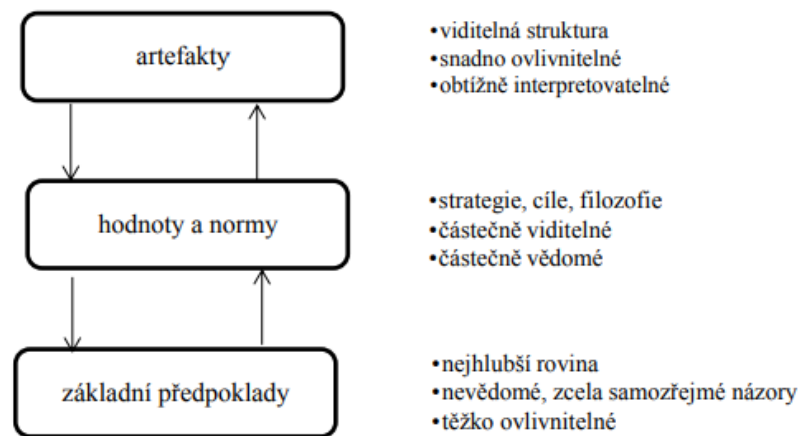 artefakty
•viditelná struktura
•snadno ovlivnitelné
•obtížně interpretovatelné
hodnoty a normy
•strategie, cíle, filozofie
•částečně viditelné
•částečně vědomé
základní předpoklady
•nejhlubší rovina
•nevědomé, zcela samozřejmé názory
•těžko ovlivnitelné